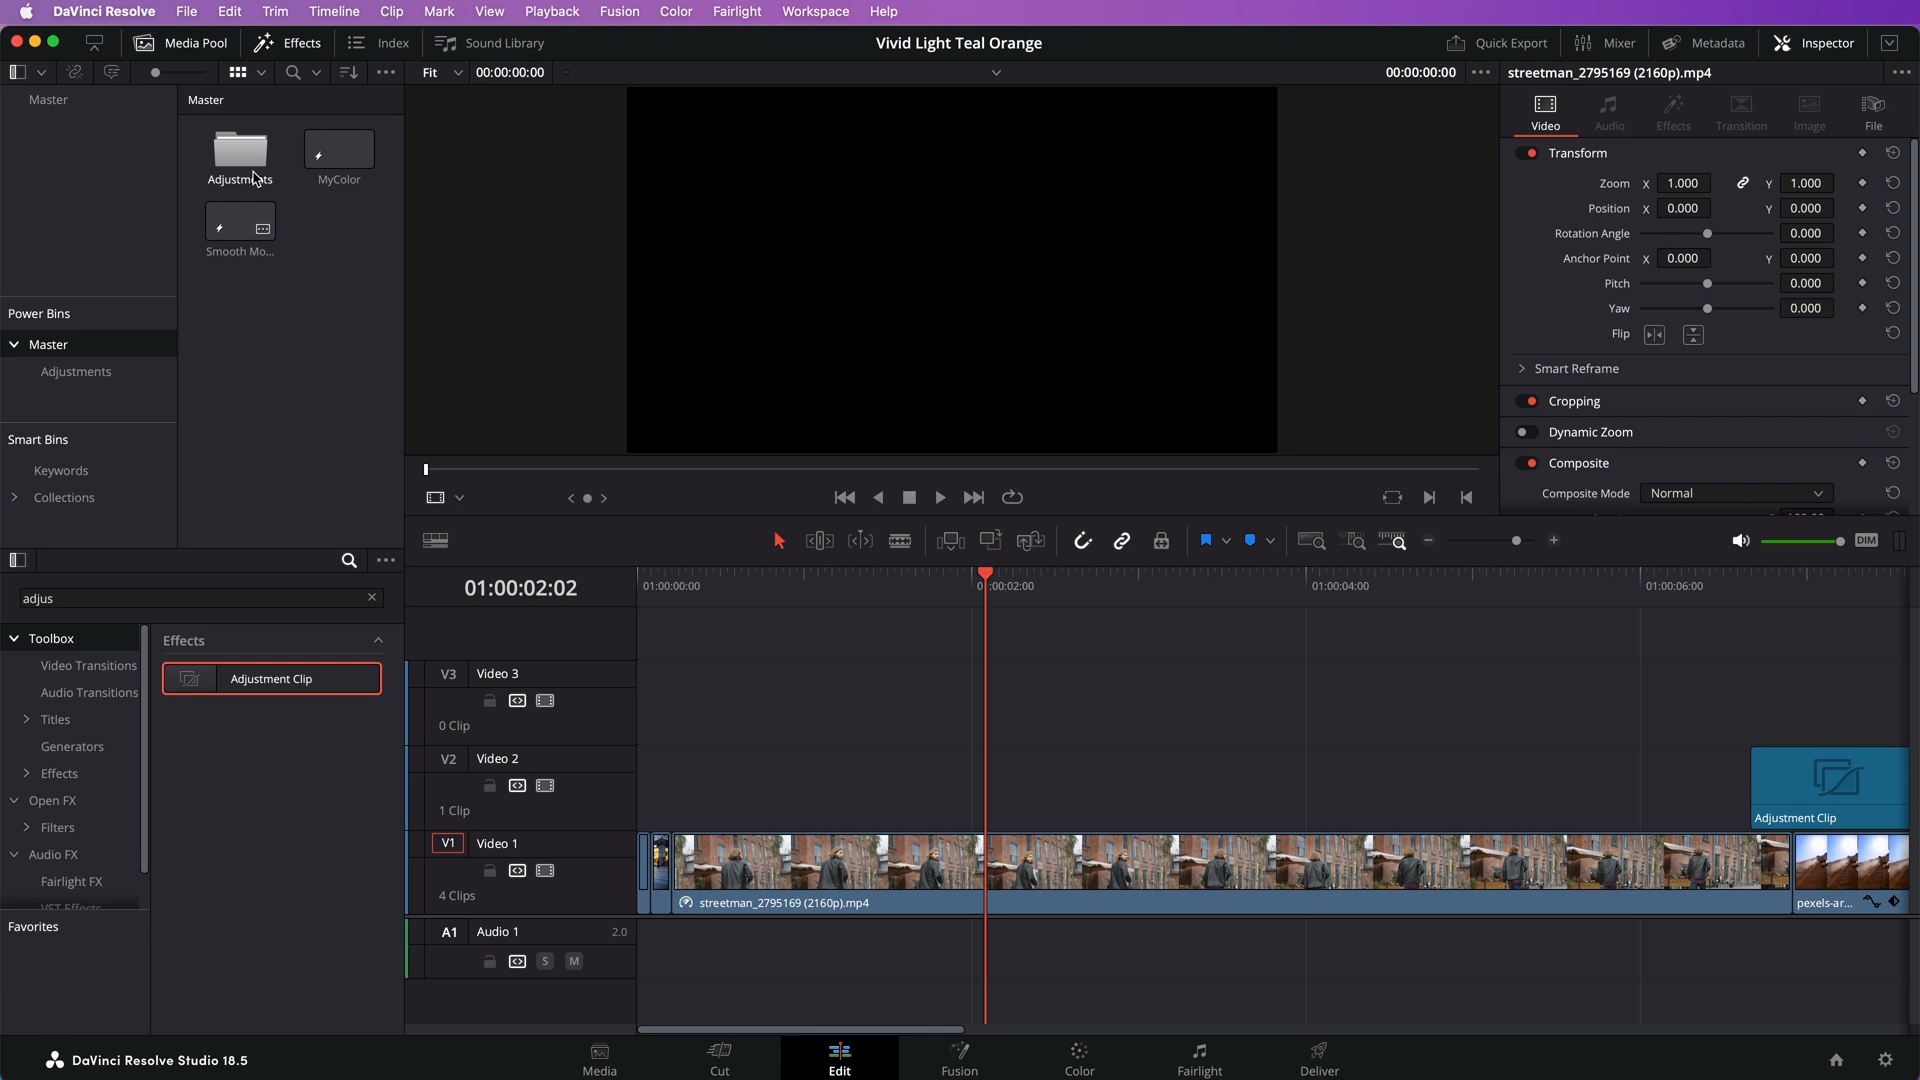 DaVinci Resolve File Edit Trim Timeline Clip Mark View Playback Fusion Color Fairlight Workspace Help
Media Pool Effects Index Sound Library Vivid Light Teal Orange Quick Export Mixer Metadata Inspector
Fit 00:00:00:00 00:00:00:00 streetman_2795169 (2160p).mp4
Master Master
Adjustments MyColor
Smooth Mo...
Power Bins
Master
Adjustments
Smart Bins
Keywords
Collections
Video Audio Effects Transition Image File
Transform
Zoom X 1.000 Y 1.000
Position X 0.000 Y 0.000
Rotation Angle 0.000
Anchor Point X 0.000 Y 0.000
Pitch 0.000
Yaw 0.000
Flip
Smart Reframe
Cropping
Dynamic Zoom
Composite
Composite Mode Normal
DIM
adjus
Toolbox
Video Transitions
Audio Transitions
Titles
Generators
Effects
Open FX
Filters
Audio FX
Fairlight FX
VST Effects
Favorites
Effects
Adjustment Clip
01:00:02:02 01:00:00:00 :00:02:00 01:00:04:00 01:00:06:00
V3 Video 3
0 Clip
V2 Video 2
1 Clip
Adjustment Clip
V1 Video 1
4 Clips
streetman_2795169 (2160p).mp4 pexels-ar...
A1 Audio 1 2.0
S M
DaVinci Resolve Studio 18.5
Media Cut Edit Fusion Color Fairlight Deliver